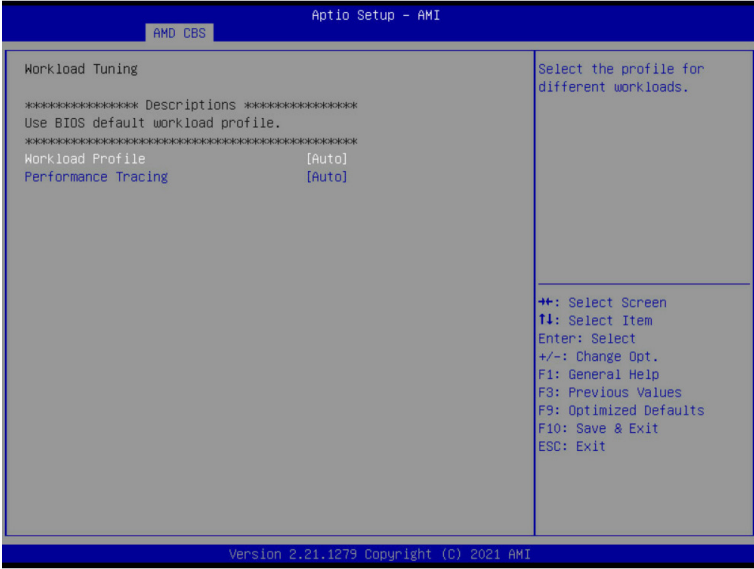 Aptio Setup – AMI
AMD CBS
Workload Tuning
*************** Descriptions ***************
Use BIOS default workload profile.
********************************************
Workload Profile [Auto]
Performance Tracing [Auto]
Select the profile for
different workloads.
→←: Select Screen
↑↓: Select Item
Enter: Select
+/-: Change Opt.
F1: General Help
F3: Previous Values
F9: Optimized Defaults
F10: Save & Exit
ESC: Exit
Version 2.21.1279 Copyright (C) 2021 AMI